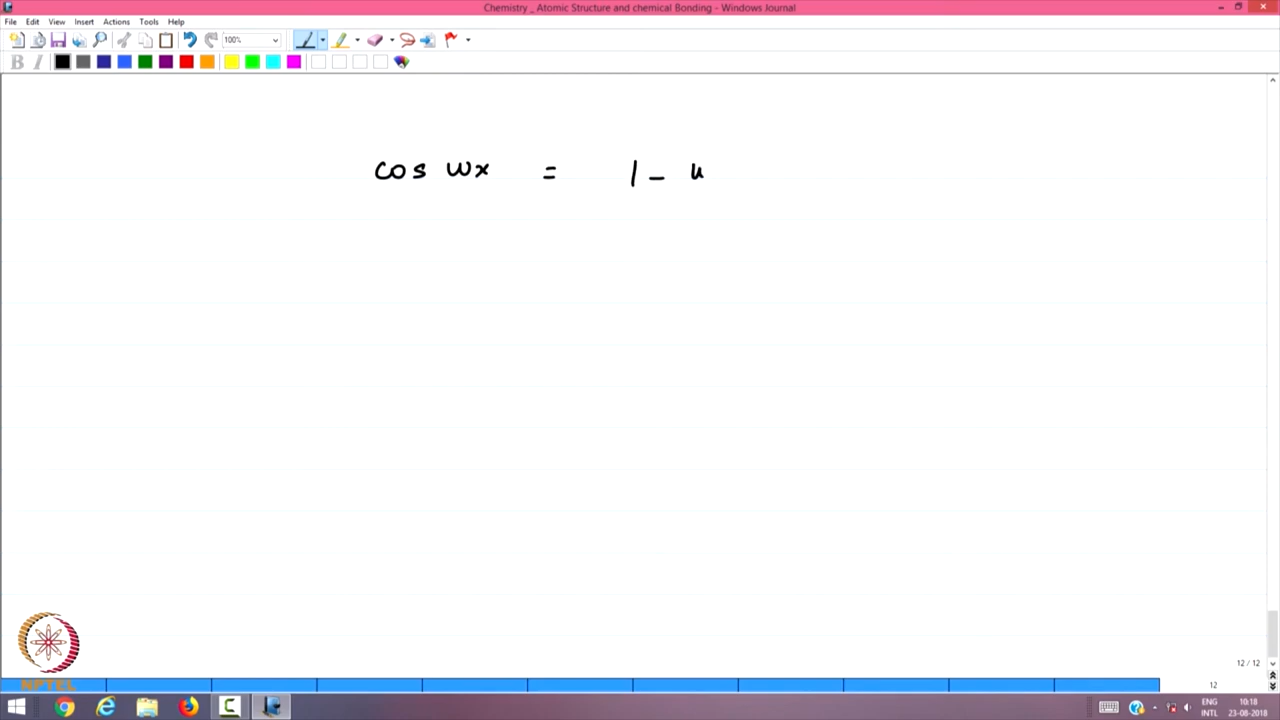 Chemistry _ Atomic Structure and chemical Bonding - Windows Journal
File Edit View Insert Actions Tools Help
100%
B I
cos wx = 1 - u
12 / 12
NPTEL
12
ENG 10:18
INTL 23-08-2018